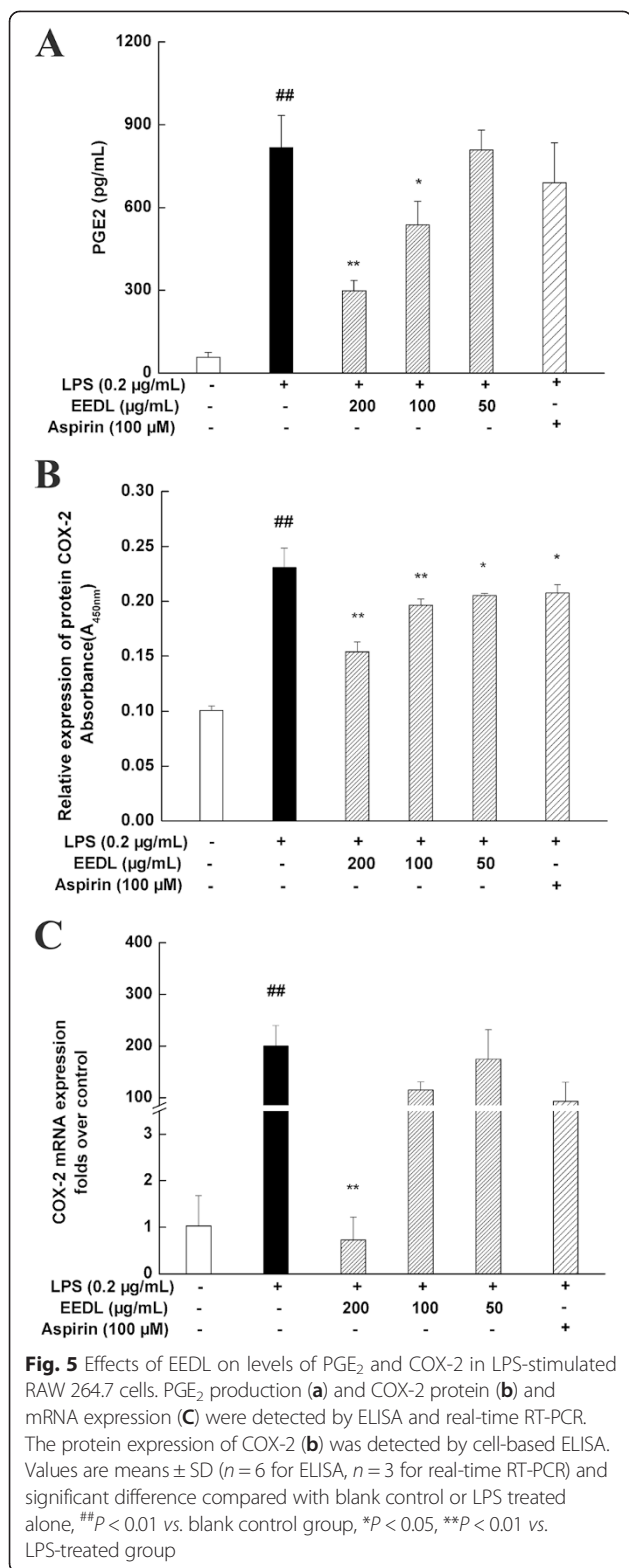 A
1200
900
600
300
0
PGE2 (pg/mL)
##
**
*
LPS (0.2 µg/mL) - + + + + +
EEDL (µg/mL) - - 200 100 50 -
Aspirin (100 µM) - - - - - +
B
0.30
0.25
0.20
0.15
0.10
0.05
0.00
Relative expression of protein COX-2
Absorbance(A450nm)
##
**
**
*
*
LPS (0.2 µg/mL) - + + + + +
EEDL (µg/mL) - - 200 100 50 -
Aspirin (100 µM) - - - - - +
C
400
300
200
100
3
2
1
0
COX-2 mRNA expression
folds over control
##
**
LPS (0.2 µg/mL) - + + + + +
EEDL (µg/mL) - - 200 100 50 -
Aspirin (100 µM) - - - - - +
Fig. 5 Effects of EEDL on levels of PGE2 and COX-2 in LPS-stimulated
RAW 264.7 cells. PGE2 production (a) and COX-2 protein (b) and
mRNA expression (C) were detected by ELISA and real-time RT-PCR.
The protein expression of COX-2 (b) was detected by cell-based ELISA.
Values are means ± SD (n = 6 for ELISA, n = 3 for real-time RT-PCR) and
significant difference compared with blank control or LPS treated
alone, ##P < 0.01 vs. blank control group, *P < 0.05, **P < 0.01 vs.
LPS-treated group